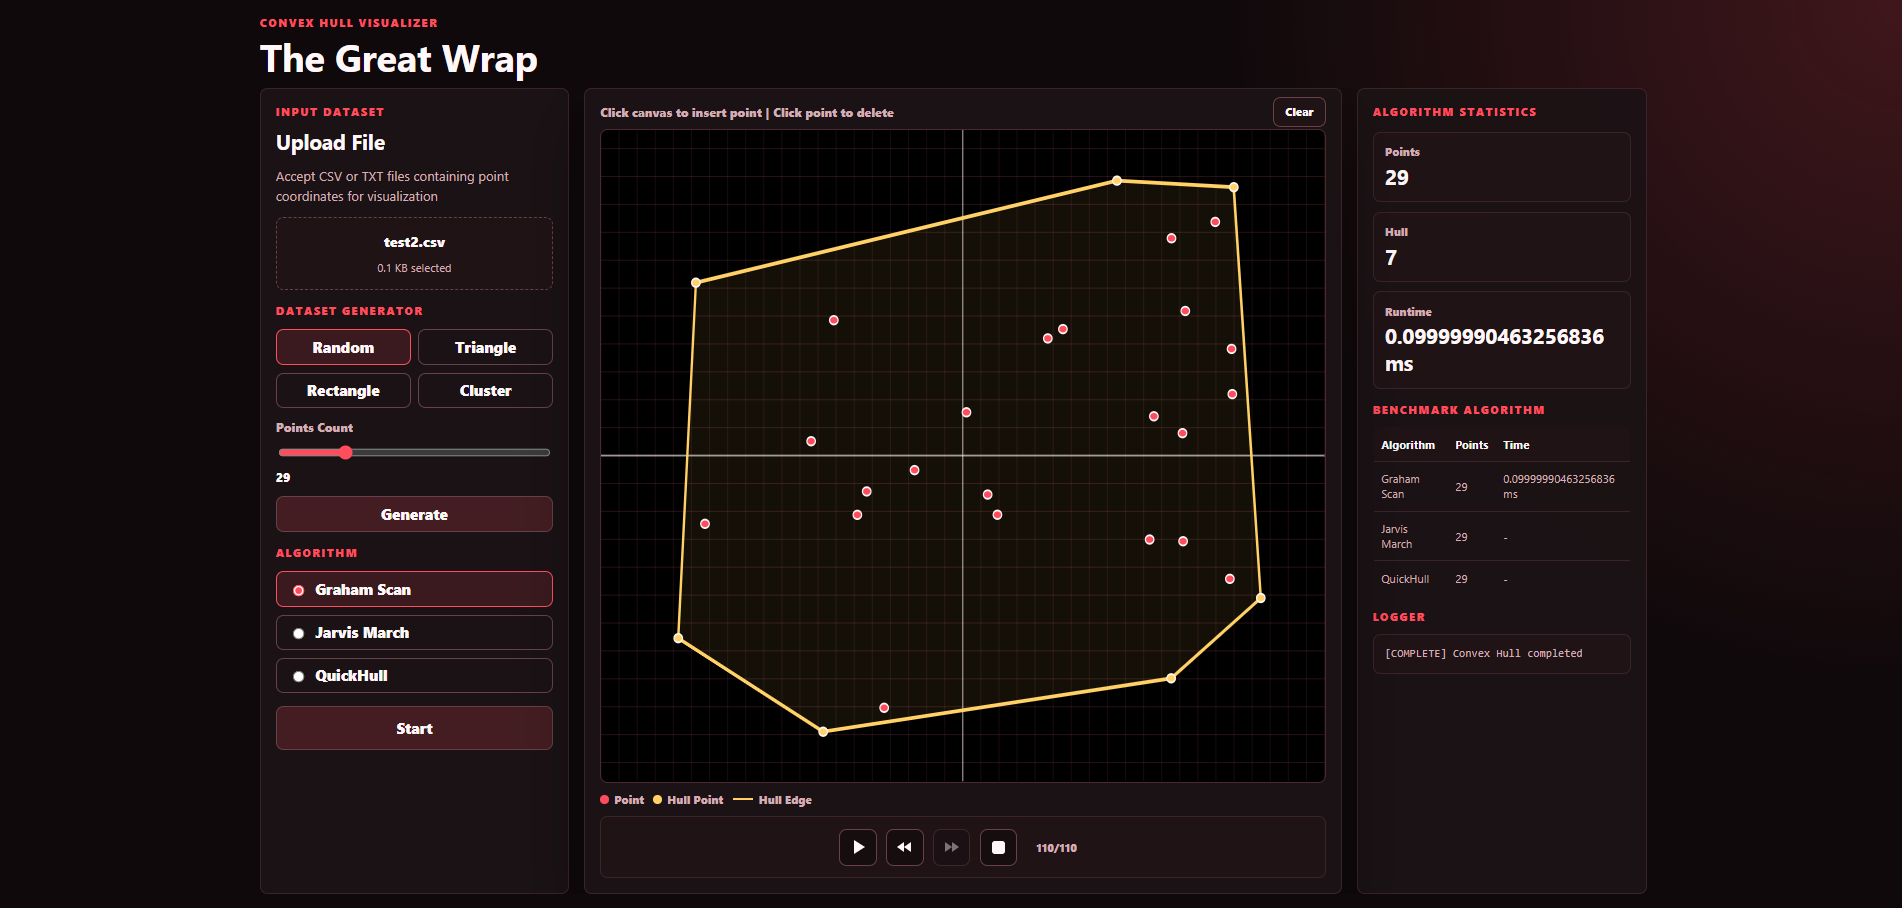 CONVEX HULL VISUALIZER
The Great Wrap
INPUT DATASET
Upload File
Accept CSV or TXT files containing point
coordinates for visualization
test2.csv
0.1 KB selected
DATASET GENERATOR
Random
Triangle
Rectangle
Cluster
Points Count
29
Generate
ALGORITHM
Graham Scan
Jarvis March
QuickHull
Start
Click canvas to insert point | Click point to delete
Clear
Point
Hull Point
Hull Edge
110/110
ALGORITHM STATISTICS
Points
29
Hull
7
Runtime
0.09999990463256836
ms
BENCHMARK ALGORITHM
Algorithm Points Time
Graham
Scan
29
0.09999990463256836
ms
Jarvis
March
29
-
QuickHull 29 -
LOGGER
[COMPLETE] Convex Hull completed